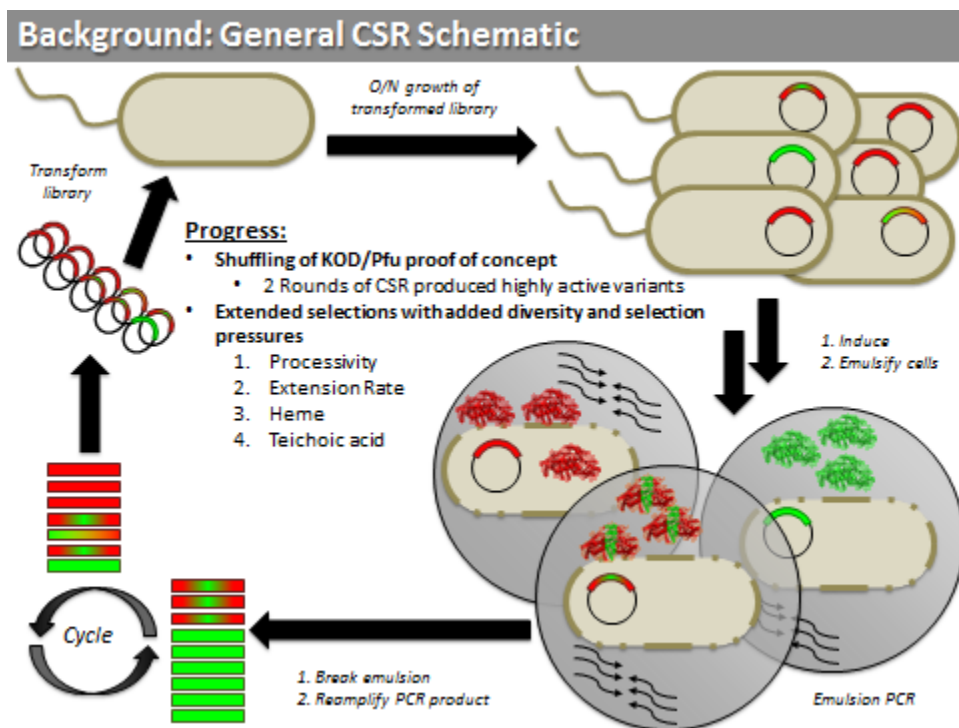 Background: General CSR Schematic
O/N growth of
transformed library
Transform
library
Progress:
• Shuffling of KOD/Pfu proof of concept
• 2 Rounds of CSR produced highly active variants
• Extended selections with added diversity and selection
pressures
1. Processivity
2. Extension Rate
3. Heme
4. Teichoic acid
1. Induce
2. Emulsify cells
Cycle
1. Break emulsion
2. Reamplify PCR product
Emulsion PCR